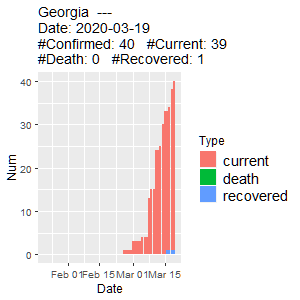 Georgia ---
Date: 2020-03-19
#Confirmed: 40 #Current: 39
#Death: 0 #Recovered: 1
40
30
20
10
0
Num
Feb 01
Feb 15
Mar 01
Mar 15
Date
Type
current
death
recovered